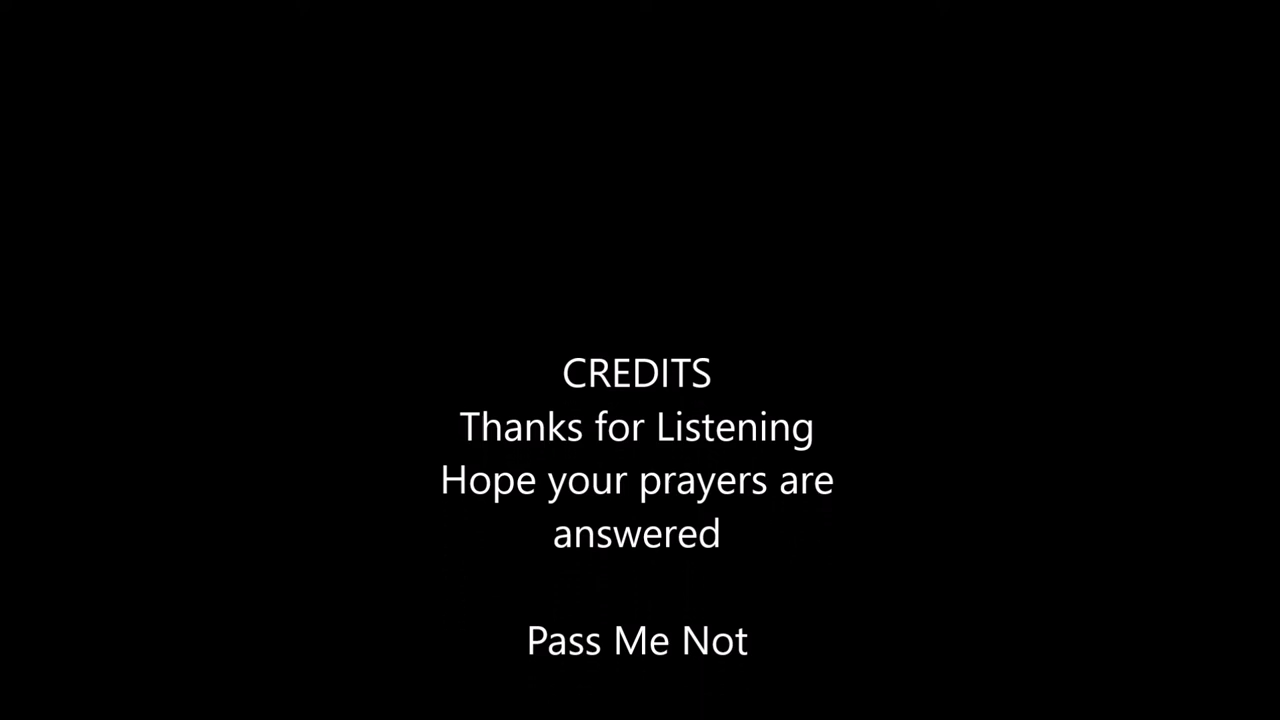 CREDITS
Thanks for Listening
Hope your prayers are
answered
Pass Me Not